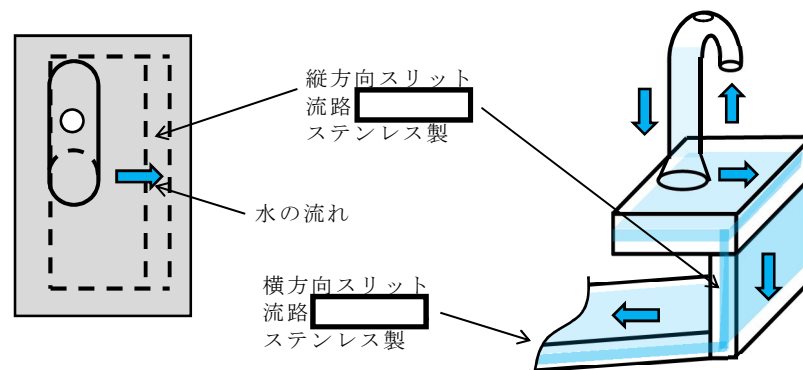 縦方向スリット
流路
ステンレス製
水の流れ
横方向スリット
流路
ステンレス製